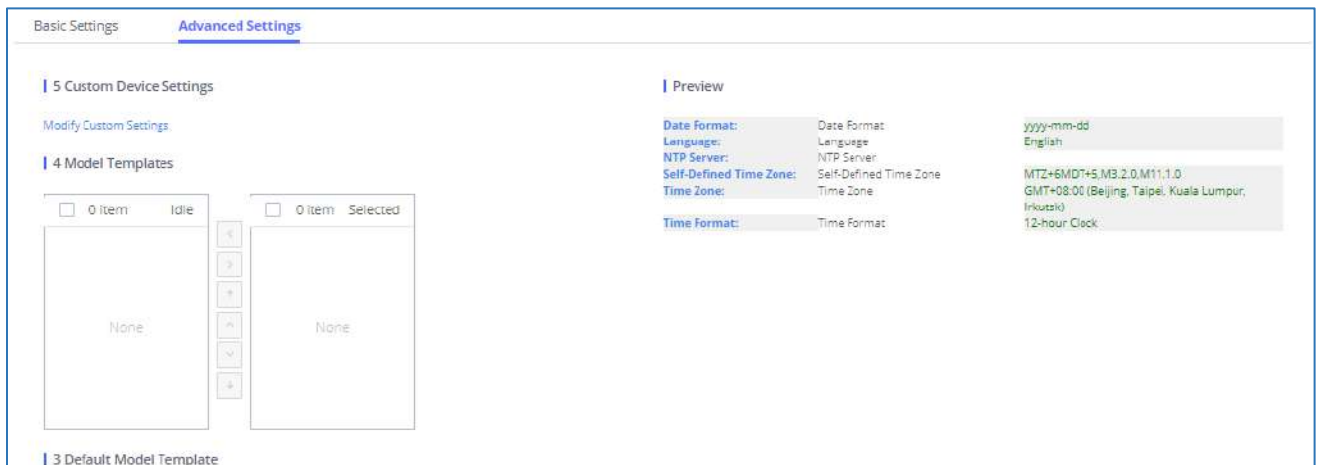 Basic Settings Advanced Settings
5 Custom Device Settings
Modify Custom Settings
4 Model Templates
0 item Idle
0 item Selected
None
None
3 Default Model Template
Preview
Date Format: Date Format yyyy-mm-dd
Language: Language English
NTP Server: NTP Server
Self-Defined Time Zone: Self-Defined Time Zone MTZ+6MDT+5,M3.2.0,M11.1.0
Time Zone: Time Zone GMT+08:00 (Beijing, Taipei, Kuala Lumpur,
Irkutsk)
Time Format: Time Format 12-hour Clock